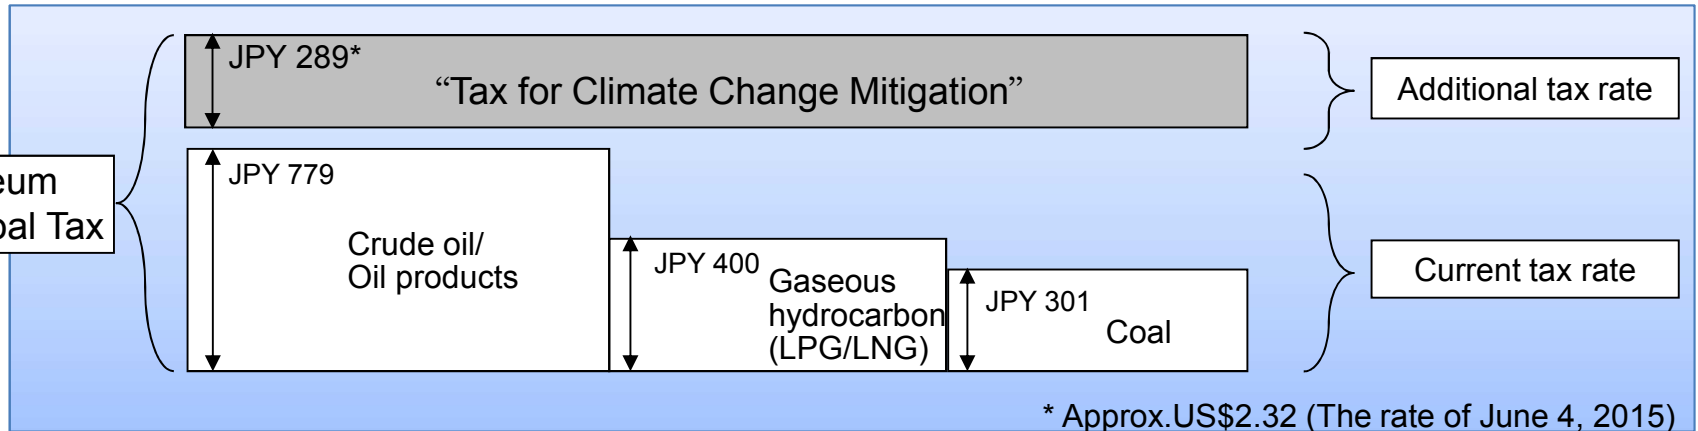 JPY 289*
“Tax for Climate Change Mitigation”
Additional tax rate
JPY 779
Crude oil/
Oil products
JPY 400
Gaseous
hydrocarbon
(LPG/LNG)
JPY 301
Coal
Current tax rate
Tax
* Approx.US$2.32 (The rate of June 4, 2015)